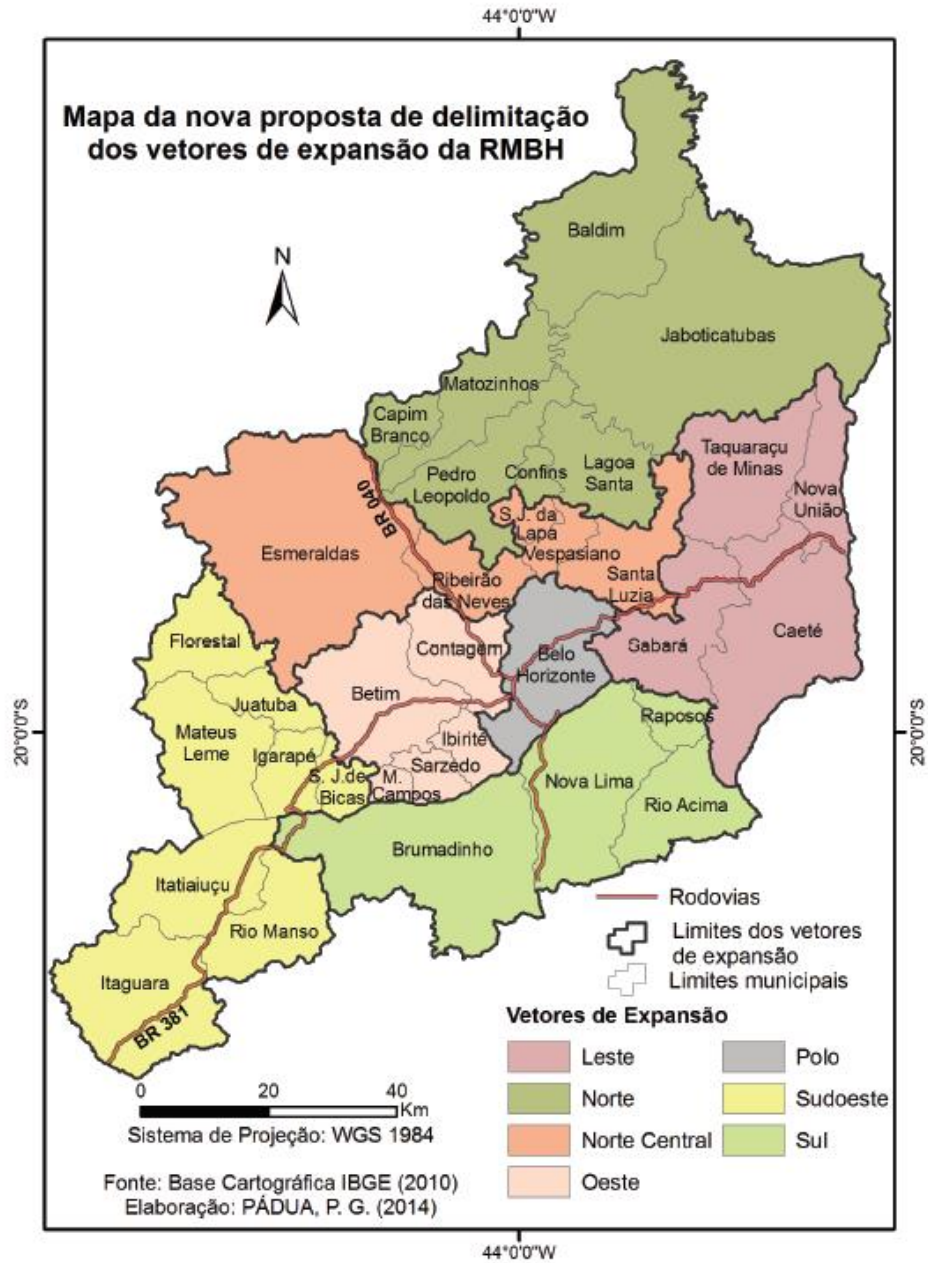 44°0'0"W
Mapa da nova proposta de delimitação
dos vetores de expansão da RMBH
N
Baldim
Jaboticatubas
Matozinhos
Capim
Branco
Taquaraçu
de Minas
Pedro
Leopoldo
Confins
Lagoa
Santa
Nova
União
BR 040
S.J. da
Lapa
Vespasiano
Esmeraldas
Ribeirão
das Neves
Santa
Luzia
Florestal
Contagem
Gabará
Caeté
Belo
Horizonte
Betim
Juatuba
Raposos
20°0'0"S
20°0'0"S
Mateus
Leme
Ibirité
Igarapé
Sarzedo
S. J.de
Bicas
M.
Campos
Nova Lima
Rio Acima
Brumadinho
Itatiaiuçu
Rio Manso
Itaguara
BR 381
Rodovias
Limites dos vetores
de expansão
Limites municipais
Vetores de Expansão
Leste
Norte
Norte Central
Oeste
Polo
Sudoeste
Sul
0 20 40
Km
Sistema de Projeção: WGS 1984
Fonte: Base Cartográfica IBGE (2010)
Elaboração: PÁDUA, P. G. (2014)
44°0'0"W